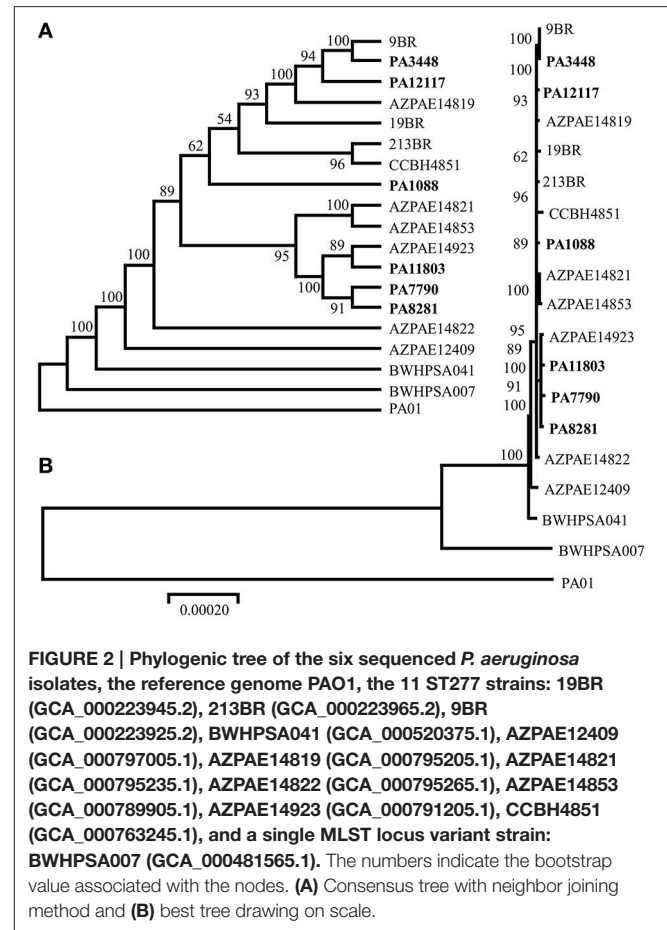 A
9BR
100
PA3448
94
PA12117
100
AZPAE14819
93
19BR
54
213BR
96
CCBH4851
62
PA1088
89
AZPAE14821
100
AZPAE14853
95
AZPAE14923
89
PA11803
100
PA7790
91
PA8281
100
AZPAE14822
100
AZPAE12409
100
BWHPSA041
BWHPSA007
PA01
B
9BR
100
PA3448
100
PA12117
93
AZPAE14819
19BR
62
213BR
96
CCBH4851
PA1088
89
AZPAE14821
100
AZPAE14853
95
AZPAE14923
89
PA11803
100
91
PA7790
100
PA8281
100
AZPAE14822
AZPAE12409
BWHPSA041
BWHPSA007
PA01
0.00020
FIGURE 2 | Phylogenic tree of the six sequenced P. aeruginosa
isolates, the reference genome PAO1, the 11 ST277 strains: 19BR
(GCA_000223945.2), 213BR (GCA_000223965.2), 9BR
(GCA_000223925.2), BWHPSA041 (GCA_000520375.1), AZPAE12409
(GCA_000797005.1), AZPAE14819 (GCA_000795205.1), AZPAE14821
(GCA_000795235.1), AZPAE14822 (GCA_000795265.1), AZPAE14853
(GCA_000789905.1), AZPAE14923 (GCA_000791205.1), CCBH4851
(GCA_000763245.1), and a single MLST locus variant strain:
BWHPSA007 (GCA_000481565.1). The numbers indicate the bootstrap
value associated with the nodes. (A) Consensus tree with neighbor joining
method and (B) best tree drawing on scale.